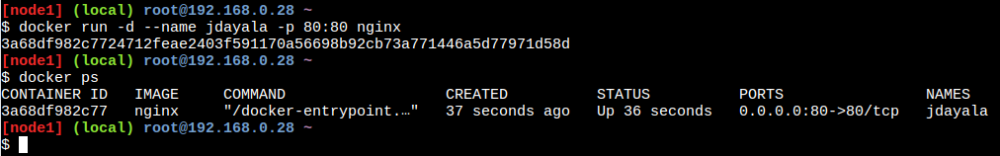 [node1] (local) root@192.168.0.28 ~
$ docker run -d --name jdayala -p 80:80 nginx
3a68df982c7724712feae2403f591170a56698b92cb73a771446a5d77971d58d
[node1] (local) root@192.168.0.28 ~
$ docker ps
CONTAINER ID   IMAGE     COMMAND                  CREATED          STATUS          PORTS                NAMES
3a68df982c77   nginx     "/docker-entrypoint.…"   37 seconds ago   Up 36 seconds   0.0.0.0:80->80/tcp   jdayala
[node1] (local) root@192.168.0.28 ~
$